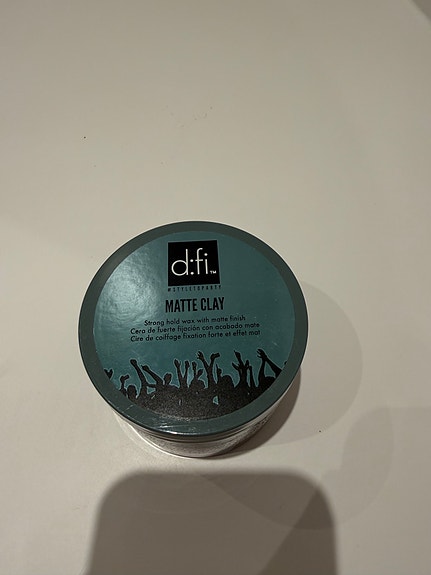 d:fi™
#STYLETOPARTY
MATTE CLAY
Strong hold wax with matte finish
Cera de fuerte fijación con acabado mate
Cire de coiffage fixation forte et effet mat